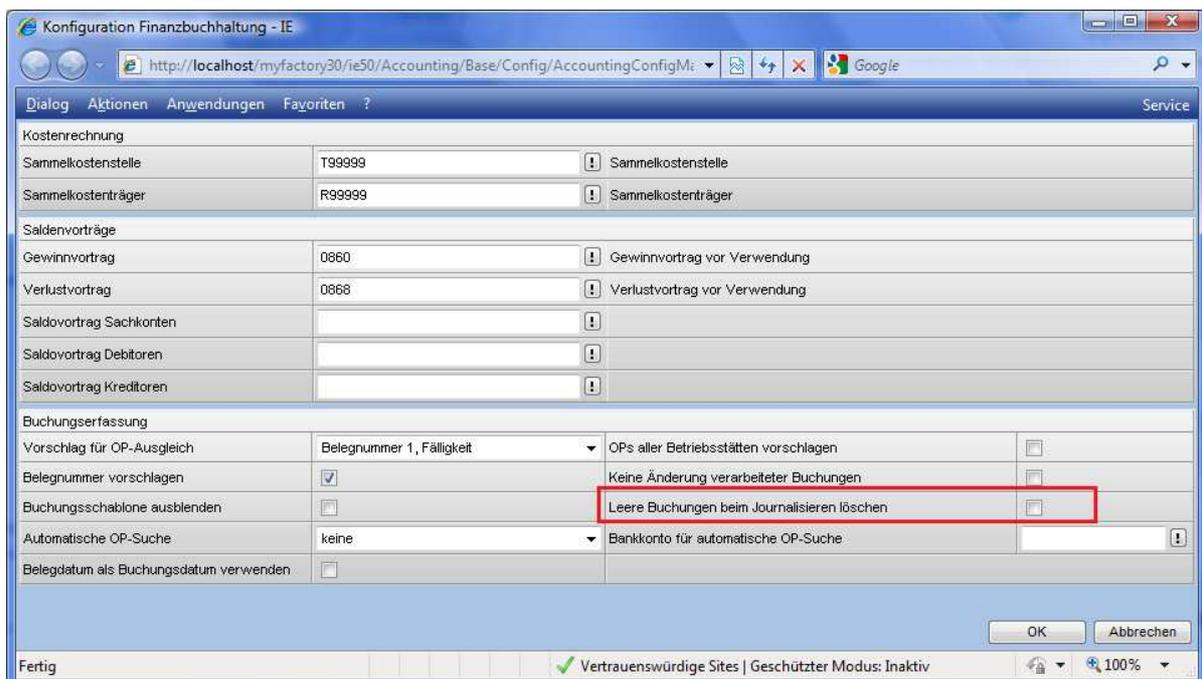 Konfiguration Finanzbuchhaltung - IE
http://localhost/myfactory30/ie50/Accounting/Base/Config/AccountingConfigMa
Google
Dialog Aktionen Anwendungen Favoriten ? Service
Kostenrechnung
Sammelkostenstelle T99999 ! Sammelkostenstelle
Sammelkostenträger R99999 ! Sammelkostenträger
Saldenvorträge
Gewinnvortrag 0860 ! Gewinnvortrag vor Verwendung
Verlustvortrag 0868 ! Verlustvortrag vor Verwendung
Saldovortrag Sachkonten !
Saldovortrag Debitoren !
Saldovortrag Kreditoren !
Buchungserfassung
Vorschlag für OP-Ausgleich Belegnummer 1, Fälligkeit OPs aller Betriebsstätten vorschlagen
Belegnummer vorschlagen Keine Änderung verarbeiteter Buchungen
Buchungsschablone ausblenden Leere Buchungen beim Journalisieren löschen
Automatische OP-Suche keine Bankkonto für automatische OP-Suche !
Belegdatum als Buchungsdatum verwenden
OK Abbrechen
Fertig Vertrauenswürdige Sites | Geschützter Modus: Inaktiv 100%